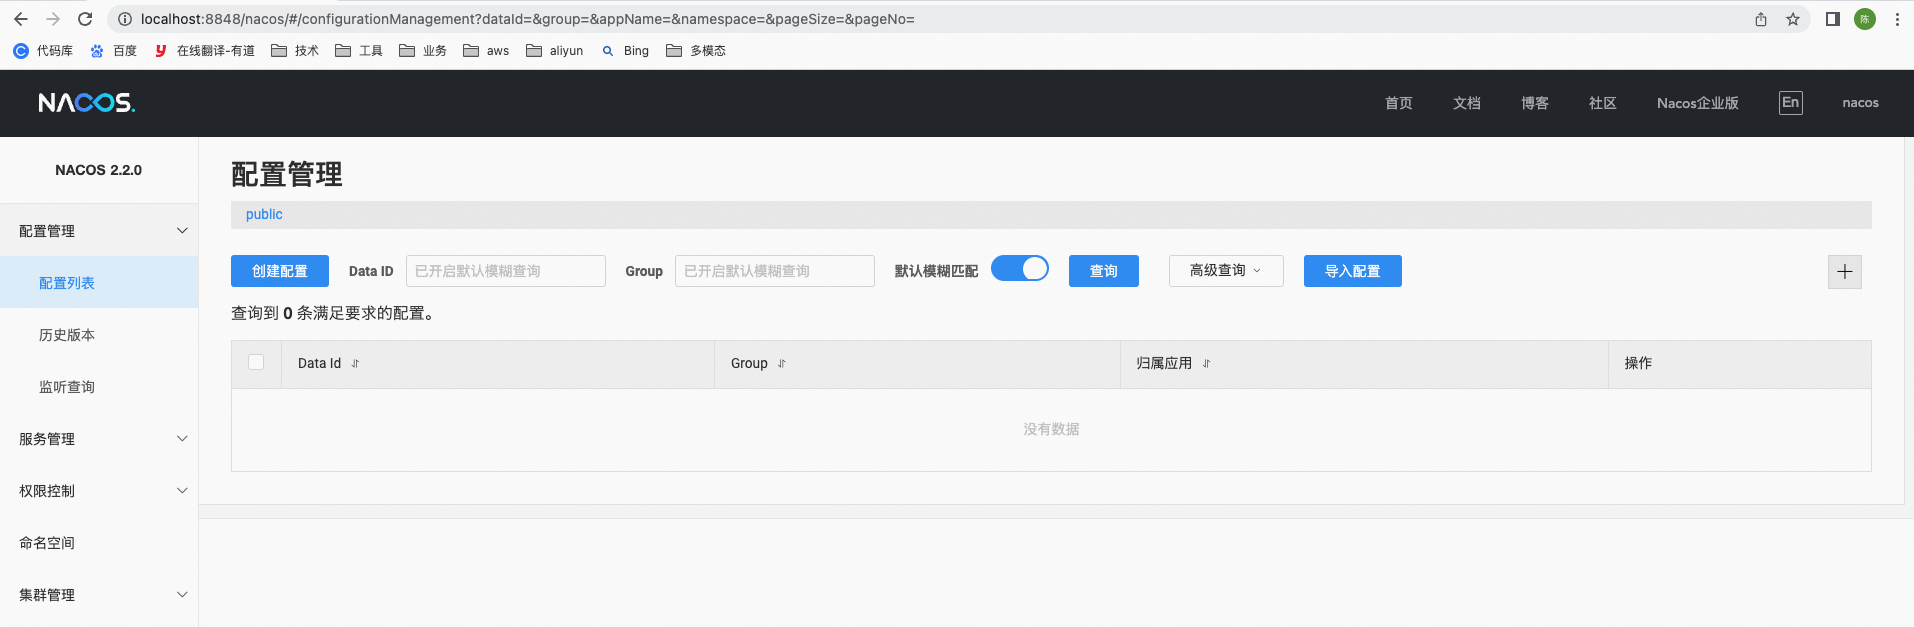 localhost:8848/nacos/#/configurationManagement?dataId=&group=&appName=&namespace=&pageSize=&pageNo=
陈
代码库 百度 在线翻译-有道 技术 工具 业务 aws aliyun Bing 多模态
NACOS. 首页 文档 博客 社区 Nacos企业版 En nacos
NACOS 2.2.0
配置管理
配置列表
历史版本
监听查询
服务管理
权限控制
命名空间
集群管理
配置管理
public
创建配置 Data ID 已开启默认模糊查询 Group 已开启默认模糊查询 默认模糊匹配 查询 高级查询 导入配置
查询到 0 条满足要求的配置。
Data Id Group 归属应用 操作
没有数据